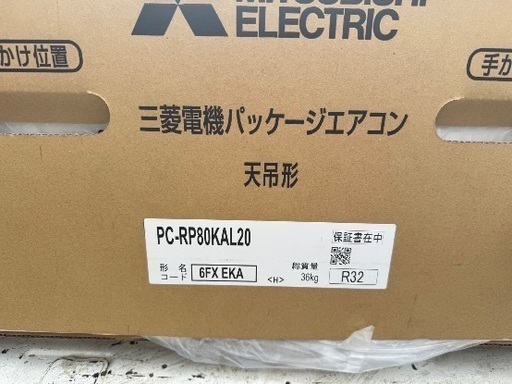 MITSUBISHI
ELECTRIC
かけ位置
手か
三菱電機パッケージエアコン
天吊形
PC-RP80KAL20
保証書在中
形名
コード
6FX EKA
<H>
総質量
36kg
R32